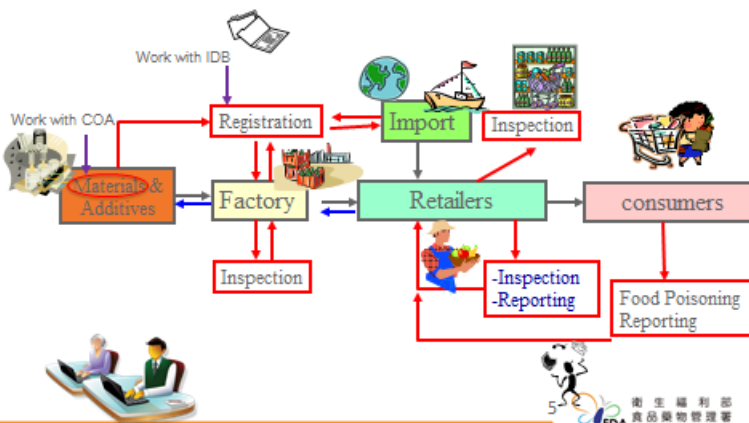 Work with IDB
Work with COA
Registration
Import
Inspection
Materials &
Additives
Factory
Retailers
consumers
Inspection
-Inspection
-Reporting
Food Poisoning
Reporting
5
衛生福利部
FDA 食品藥物管理署